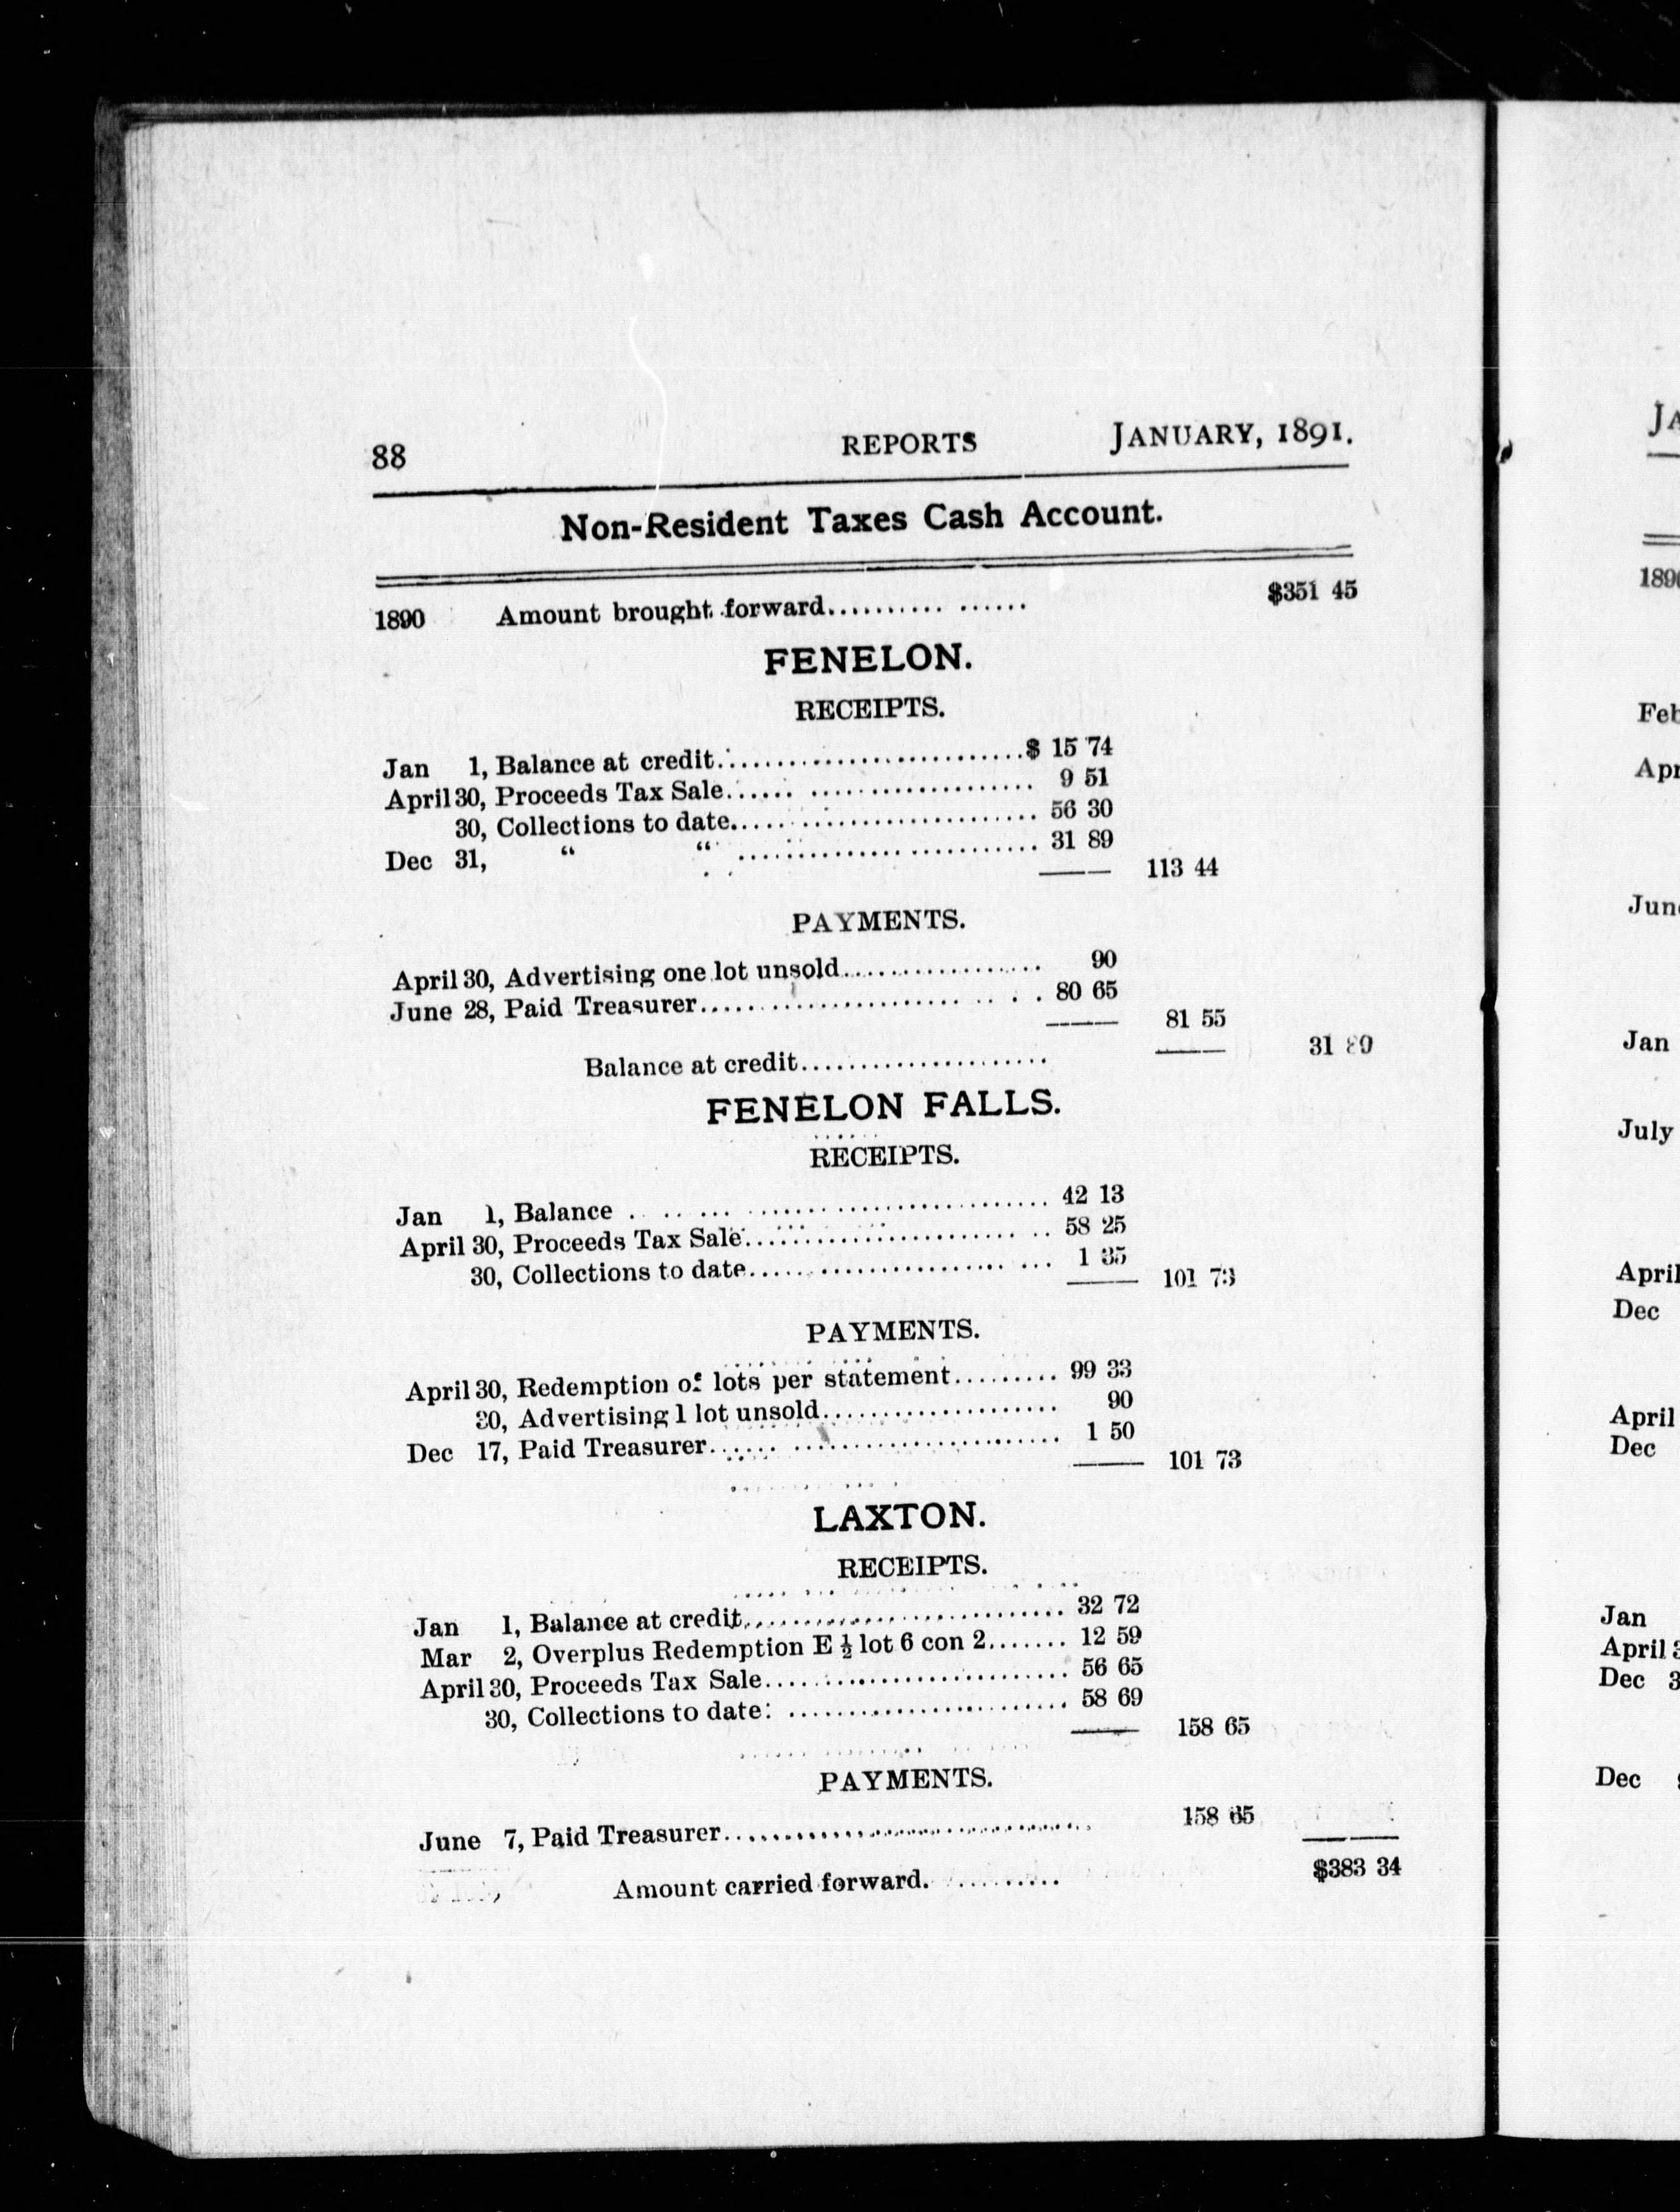 88 REPORTS JANUARY, 1891.
Non-Resident Taxes Cash Account.
1890 Amount brought forward................ $351 45
FENELON.
RECEIPTS.
Jan 1, Balance at credit............................$ 15 74
April 30, Proceeds Tax Sale............................ 9 51
30, Collections to date............................ 56 30
Dec 31, “ “ ............................ 31 89
113 44
PAYMENTS.
April 30, Advertising one lot unsold.................. 90
June 28, Paid Treasurer............................ 80 65
81 55
Balance at credit...................... 31 80
FENELON FALLS.
RECEIPTS.
Jan 1, Balance ............................ 42 13
April 30, Proceeds Tax Sale............................ 58 25
30, Collections to date............................ 1 35
101 73
PAYMENTS.
April 30, Redemption of lots per statement......... 99 33
30, Advertising 1 lot unsold..................... 90
Dec 17, Paid Treasurer............................ 1 50
101 73
LAXTON.
RECEIPTS.
Jan 1, Balance at credit............................ 32 72
Mar 2, Overplus Redemption E ½ lot 6 con 2....... 12 59
April 30, Proceeds Tax Sale............................ 56 65
30, Collections to date: ......................... 58 69
158 65
PAYMENTS.
June 7, Paid Treasurer.................................. 158 65
Amount carried forward. .......... $383 34
JA
1890
Feb
Apr
June
Jan
July
April
Dec
April
Dec
Jan
April 3
Dec 3
Dec